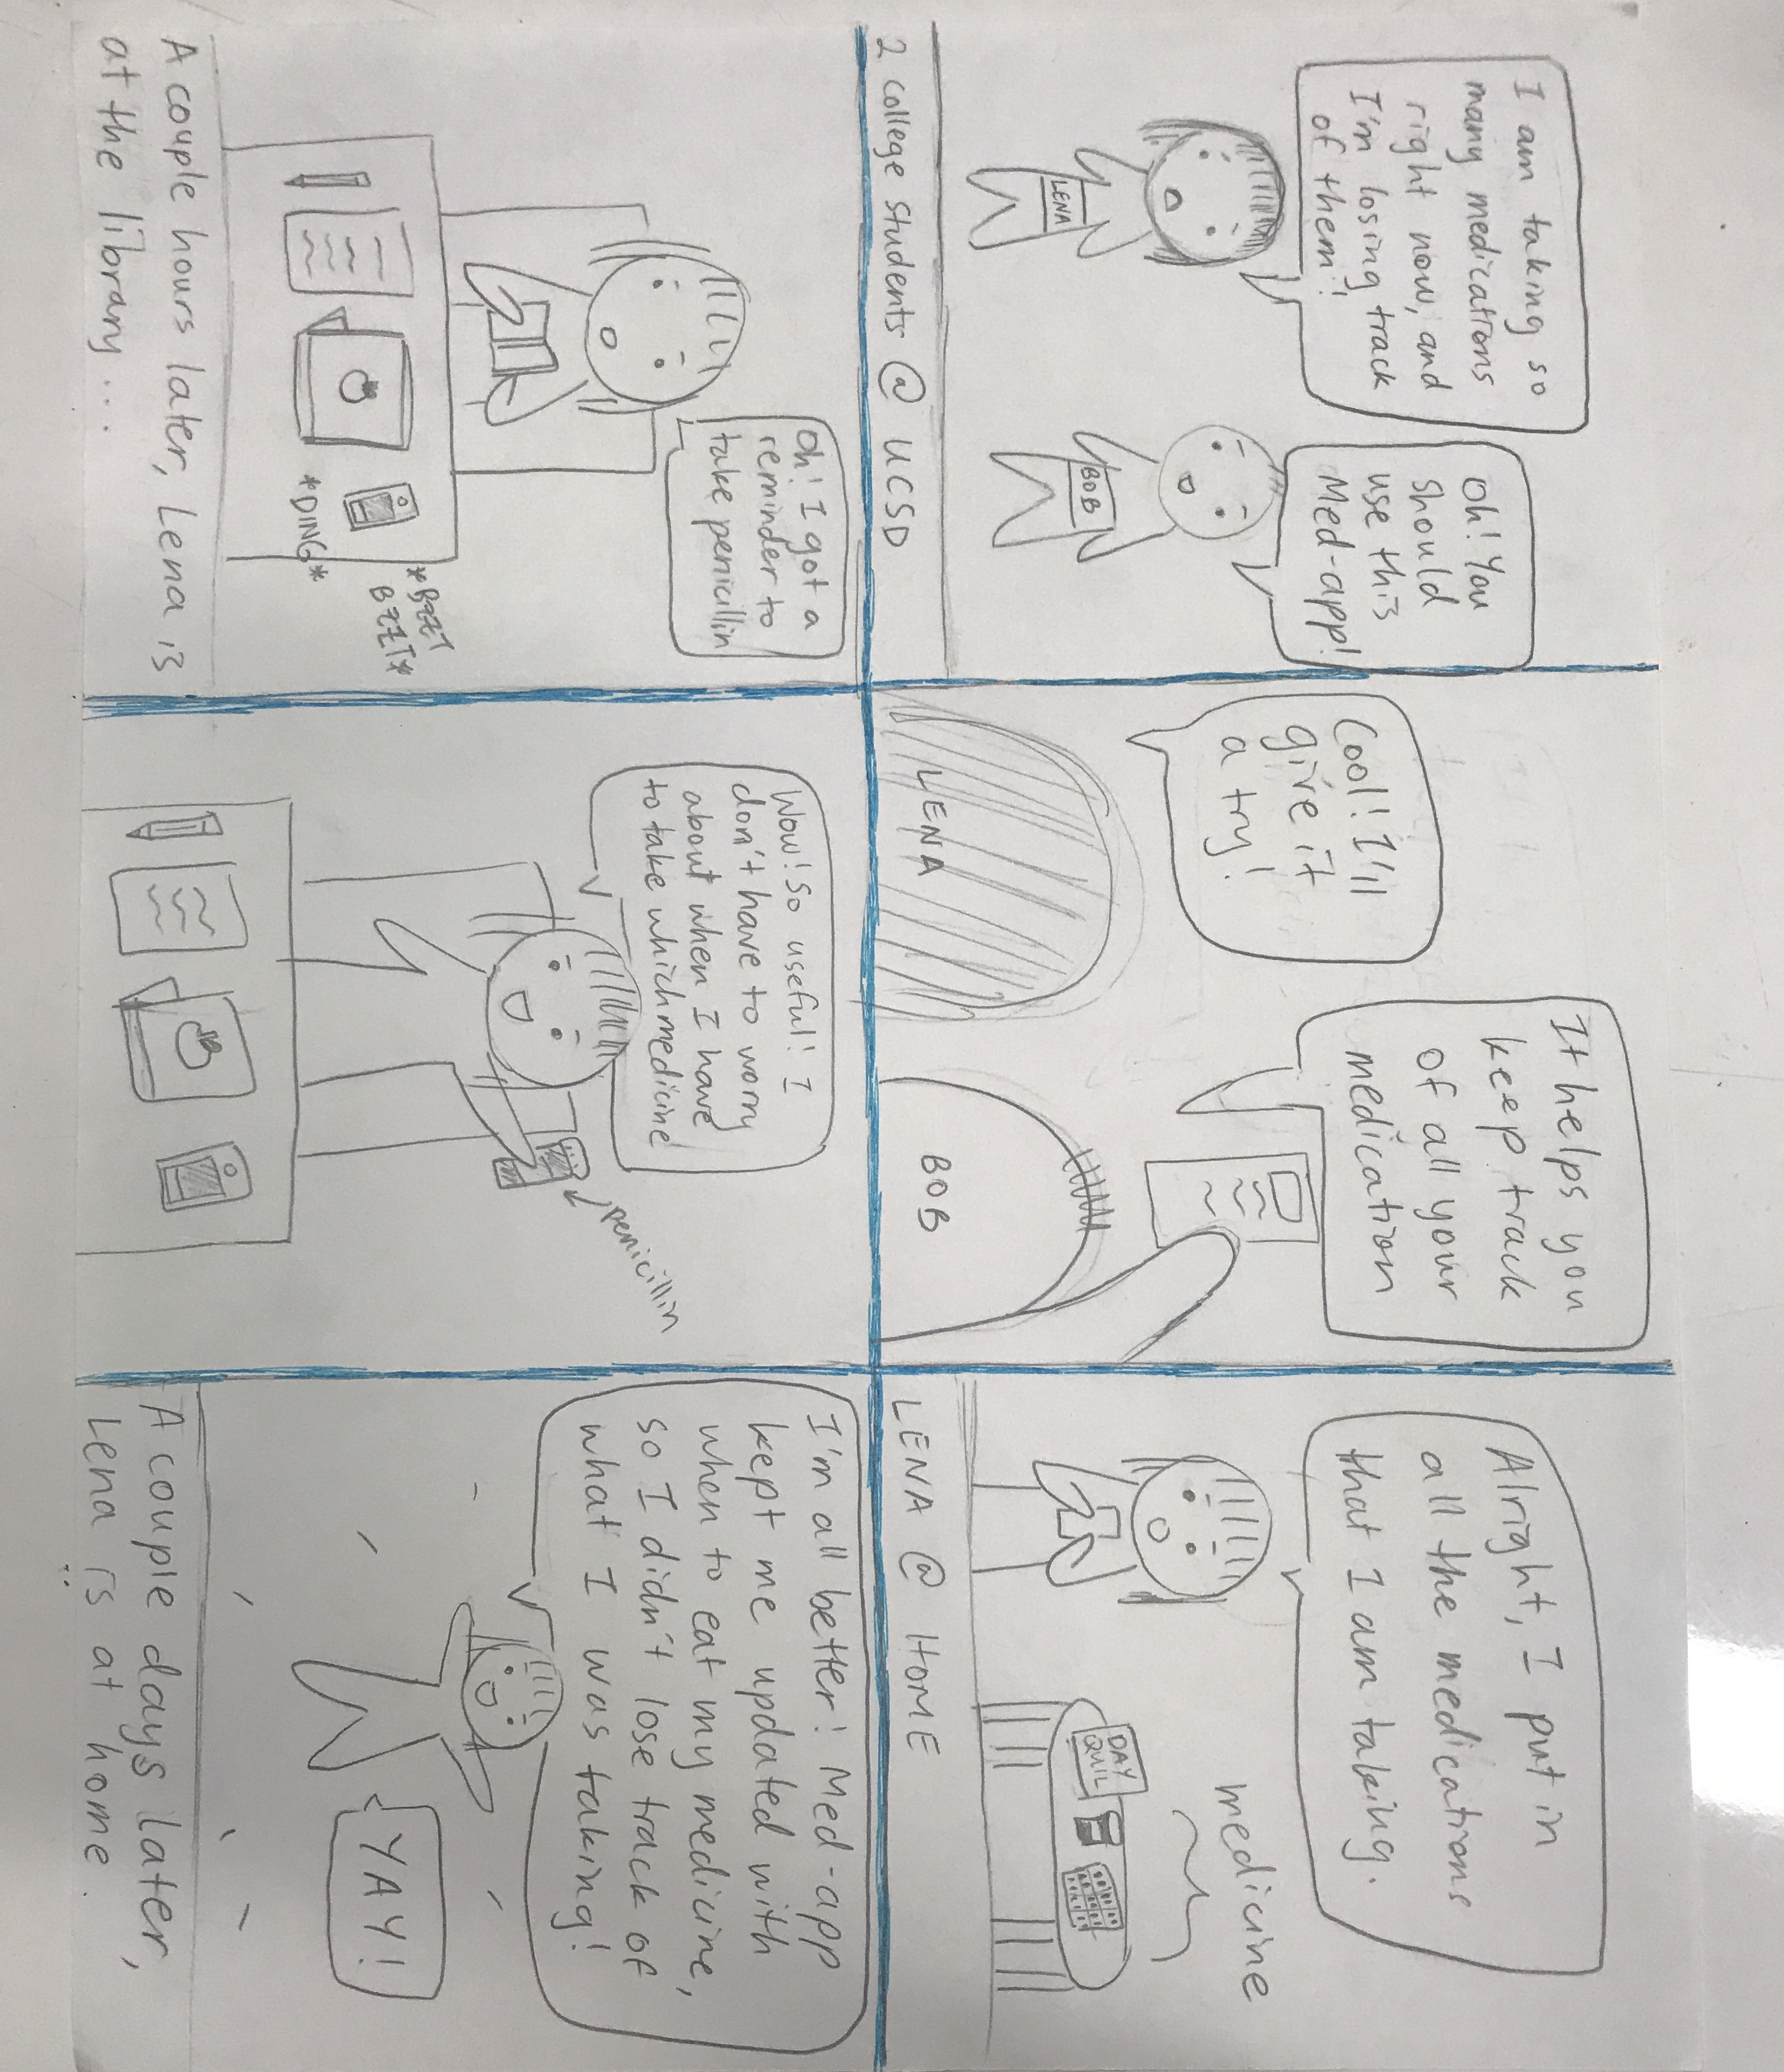 I am taking so
many medications
right now, and
I'm losing track
of them!
Oh! You
should
use this
Med-app!
LENA
BOB
2 college students @ UCSD
It helps you
keep track
of all your
medication
Cool! I'll
give it
a try!
LENA
BOB
Alright, I put in
all the medications
that I am taking.
medicine
DAY
QUIL
LENA @ HOME
Oh! I got a
reminder to
take penicillin
*BZZT
BZZT*
*DING*
A couple hours later, Lena is
at the library...
Wow! So useful! I
don't have to worry
about when I have
to take which medicine
penicillin
I'm all better! Med-app
kept me updated with
when to eat my medicine,
so I didn't lose track of
what I was taking!
YAY!
A couple days later,
Lena is at home.